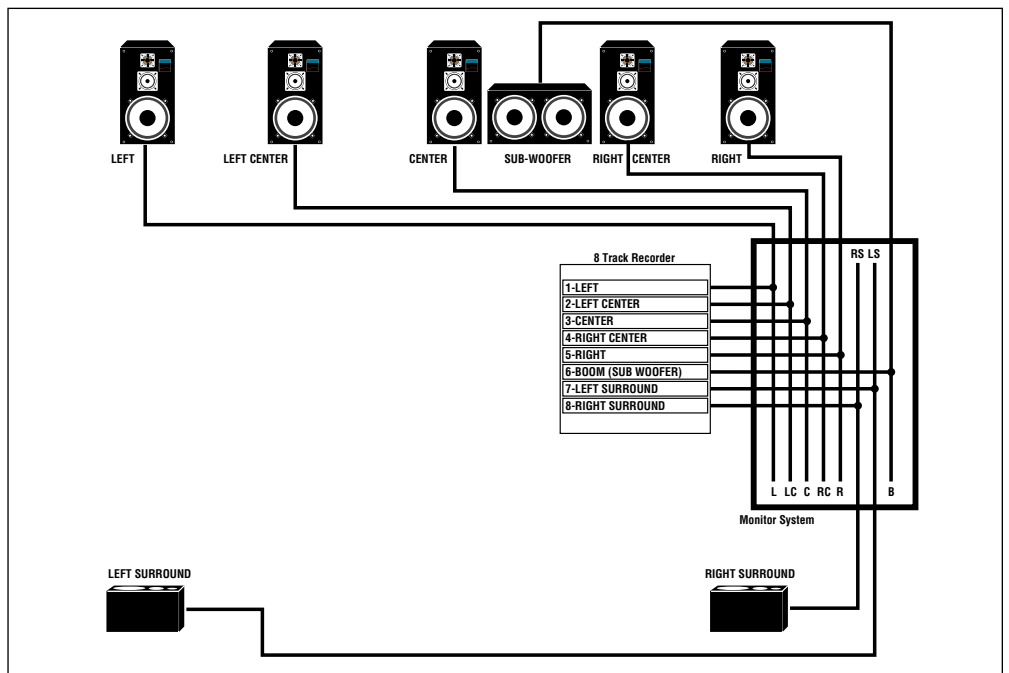 LEFT
LEFT CENTER
CENTER
SUB-WOOFER
RIGHT CENTER
RIGHT
RS LS
8 Track Recorder
1-LEFT
2-LEFT CENTER
3-CENTER
4-RIGHT CENTER
5-RIGHT
6-BOOM (SUB WOOFER)
7-LEFT SURROUND
8-RIGHT SURROUND
L LC C RC R B
Monitor System
LEFT SURROUND
RIGHT SURROUND